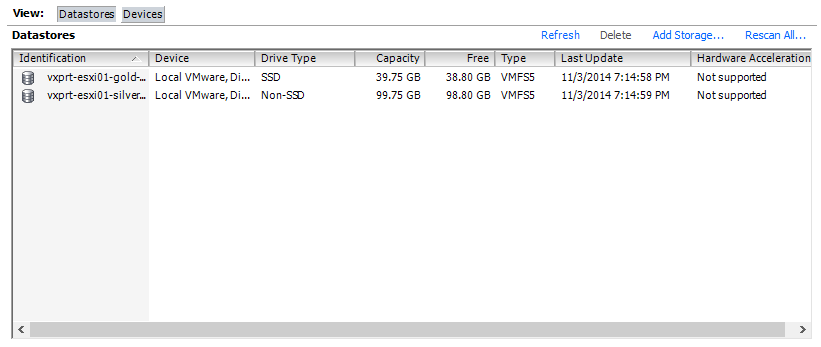 View: Datastores Devices
Datastores Refresh Delete Add Storage... Rescan All...
Identification Device Drive Type Capacity Free Type Last Update Hardware Acceleration
vxprt-esxi01-gold-... Local VMware, Di... SSD 39.75 GB 38.80 GB VMFS5 11/3/2014 7:14:58 PM Not supported
vxprt-esxi01-silver... Local VMware, Di... Non-SSD 99.75 GB 98.80 GB VMFS5 11/3/2014 7:14:59 PM Not supported